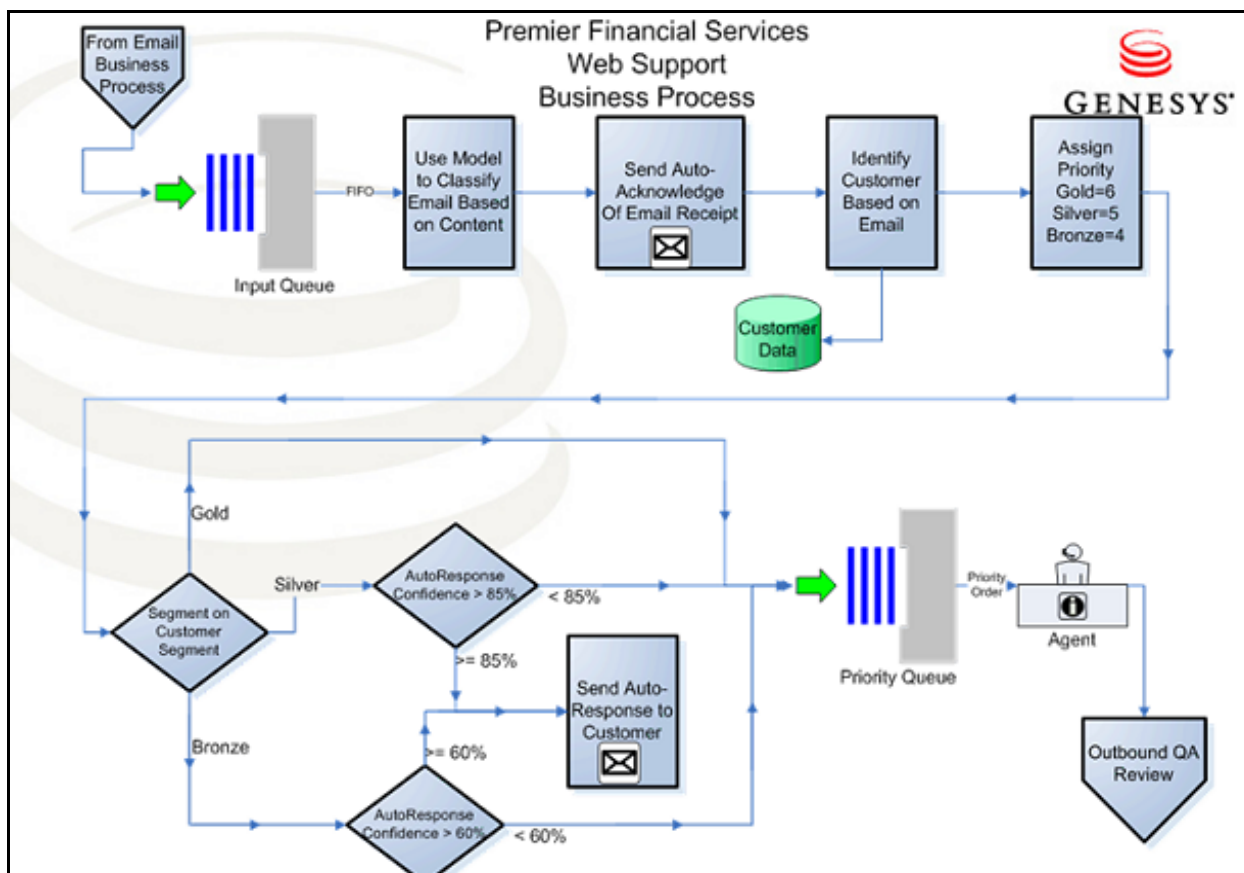 Premier Financial Services
Web Support
Business Process
GENESYS
From Email
Business
Process
Input Queue
FIFO
Use Model
to Classify
Email Based
on Content
Send Auto-
Acknowledge
Of Email Receipt
Identify
Customer
Based on
Email
Assign
Priority
Gold=6
Silver=5
Bronze=4
Customer
Data
Gold
Silver
Segment on
Customer
Segment
Bronze
AutoResponse
Confidence > 85%
< 85%
>= 85%
Send Auto-
Response to
Customer
>= 60%
AutoResponse
Confidence > 60%
< 60%
Priority Queue
Priority
Order
Agent
Outbound QA
Review